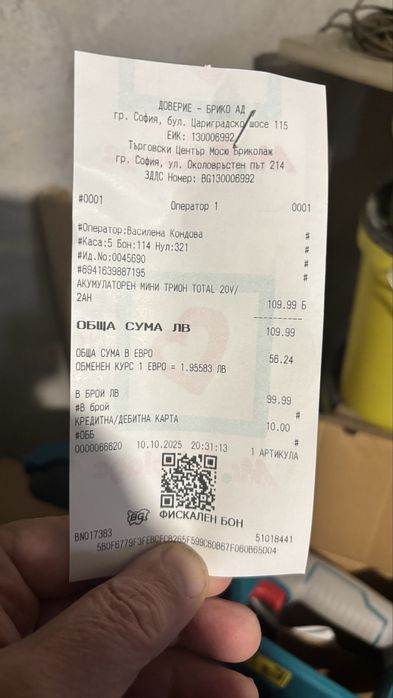 ДОВЕРИЕ - БРИКО АД
гр. София, бул. Цариградско шосе 115
ЕИК: 130006992
Търговски Център Мосю Бриколаж
гр. София, ул. Околовръстен път 214
ЗДДС Номер: BG130006992
#0001 Оператор 1 0001
#Оператор:Василена Кондова #
#Каса:5 Бон:114 Нул:321 #
#Ид.No:0045690 #
#6941639887195 #
АКУМУЛАТОРЕН МИНИ ТРИОН TOTAL 20V/
2AH 109.99 Б
ОБЩА СУМА ЛВ 109.99
ОБЩА СУМА В ЕВРО 56.24
ОБМЕНЕН КУРС 1 ЕВРО = 1.95583 ЛВ
В БРОЙ ЛВ 99.99
#В брой #
КРЕДИТНА/ДЕБИТНА КАРТА 10.00
#ОББ #
0000066620 10.10.2025 20:31:13 1 АРТИКУЛА
BG ФИСКАЛЕН БОН
BN017383 51018441